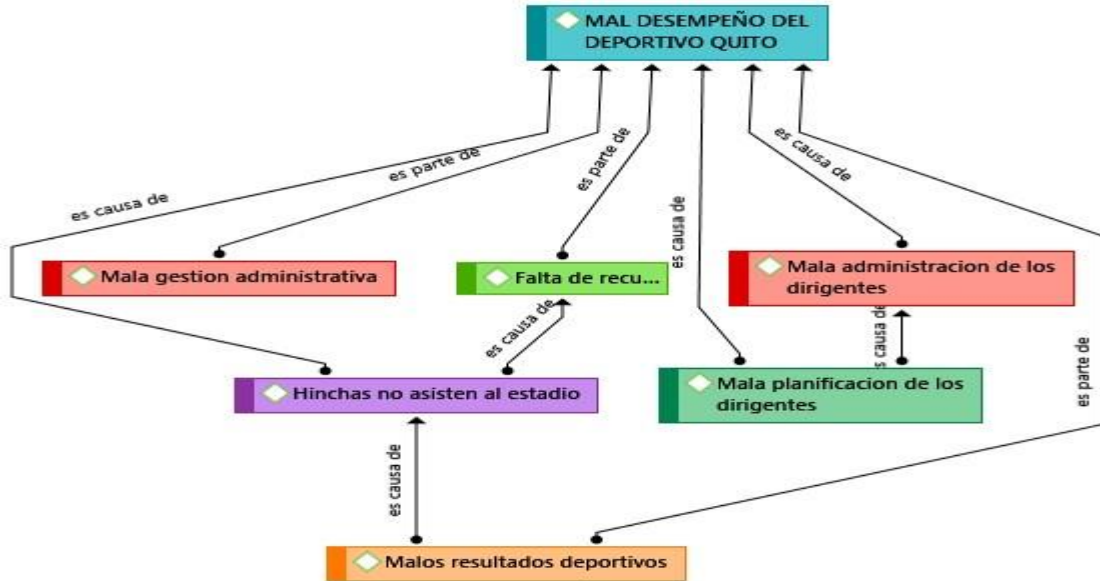 MAL DESEMPEÑO DEL
DEPORTIVO QUITO
es causa de
es parte de
es parte de
es causa de
es causa de
Mala gestion administrativa
Falta de recu...
Mala administracion de los
dirigentes
es causa de
es causa de
es parte de
Hinchas no asisten al estadio
Mala planificacion de los
dirigentes
es causa de
Malos resultados deportivos